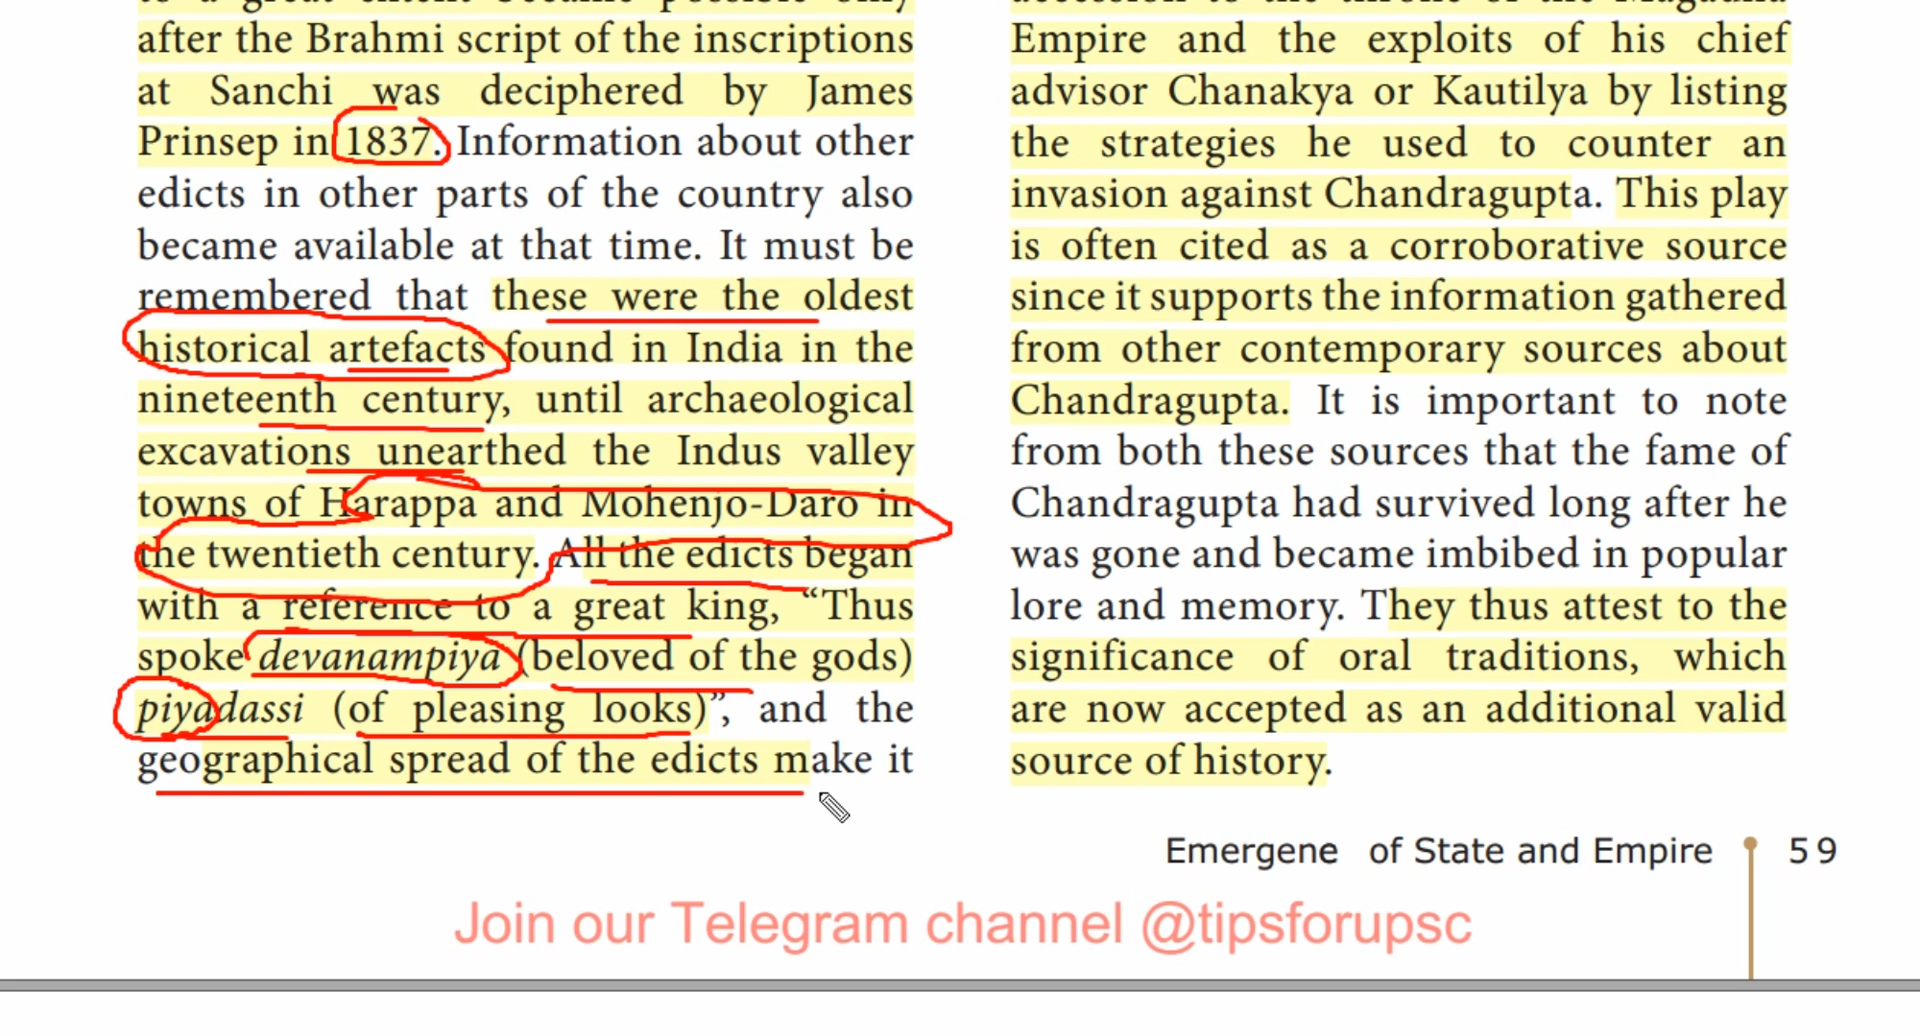 after the Brahmi script of the inscriptions
at Sanchi was deciphered by James
Prinsep in 1837. Information about other
edicts in other parts of the country also
became available at that time. It must be
remembered that these were the oldest
historical artefacts found in India in the
nineteenth century, until archaeological
excavations unearthed the Indus valley
towns of Harappa and Mohenjo-Daro in
the twentieth century. All the edicts began
with a reference to a great king, “Thus
spoke devanampiya (beloved of the gods)
piyadassi (of pleasing looks)”, and the
geographical spread of the edicts make it
Empire and the exploits of his chief
advisor Chanakya or Kautilya by listing
the strategies he used to counter an
invasion against Chandragupta. This play
is often cited as a corroborative source
since it supports the information gathered
from other contemporary sources about
Chandragupta. It is important to note
from both these sources that the fame of
Chandragupta had survived long after he
was gone and became imbibed in popular
lore and memory. They thus attest to the
significance of oral traditions, which
are now accepted as an additional valid
source of history.
Emergene of State and Empire 59
Join our Telegram channel @tipsforupsc